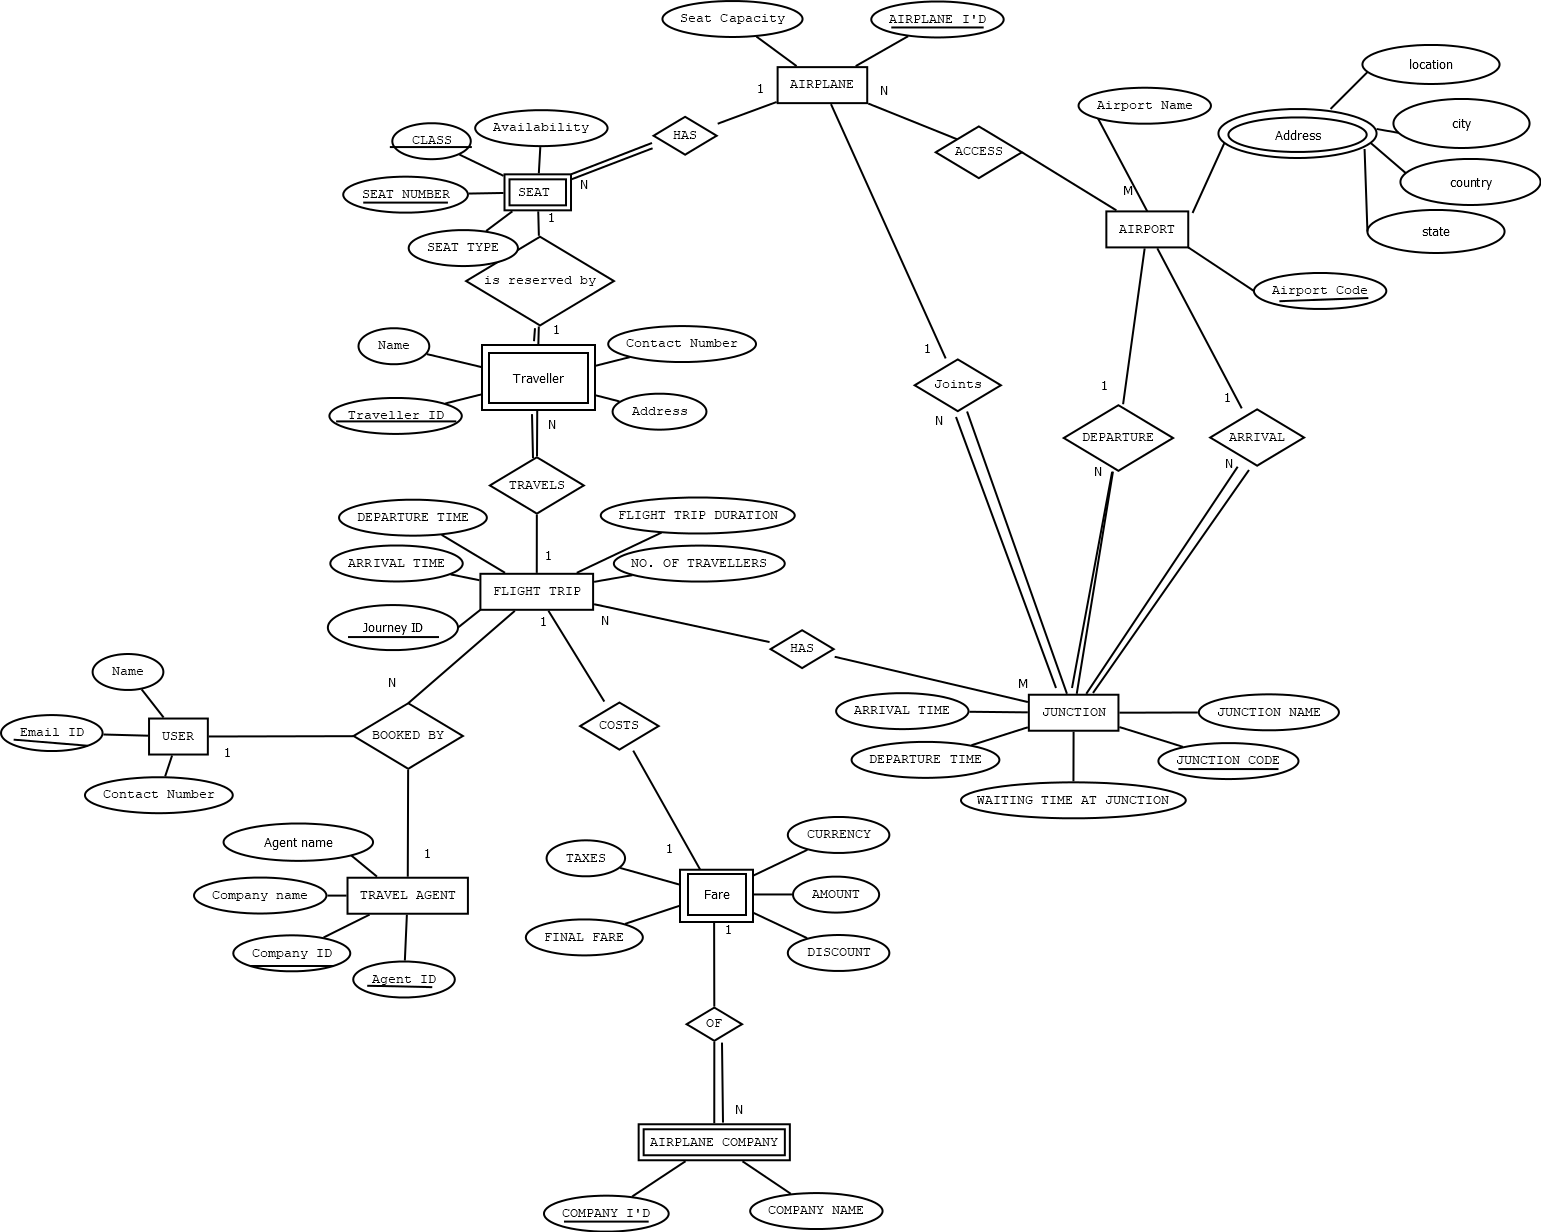 Seat Capacity
AIRPLANE I'D
AIRPLANE
1
N
HAS
ACCESS
M
location
city
country
state
Address
Airport Name
AIRPORT
Airport Code
CLASS
Availability
SEAT NUMBER
SEAT
N
SEAT TYPE
1
is reserved by
1
Name
Contact Number
Traveller
Traveller ID
Address
N
TRAVELS
1
Joints
N
1
DEPARTURE
N
1
ARRIVAL
N
DEPARTURE TIME
FLIGHT TRIP DURATION
ARRIVAL TIME
NO. OF TRAVELLERS
1
FLIGHT TRIP
Journey ID
1
N
HAS
M
N
Name
Email ID
USER
1
Contact Number
BOOKED BY
COSTS
ARRIVAL TIME
JUNCTION
JUNCTION NAME
DEPARTURE TIME
JUNCTION CODE
WAITING TIME AT JUNCTION
1
Agent name
Company name
TRAVEL AGENT
Company ID
Agent ID
1
TAXES
CURRENCY
Fare
AMOUNT
FINAL FARE
DISCOUNT
1
OF
N
AIRPLANE COMPANY
COMPANY I'D
COMPANY NAME